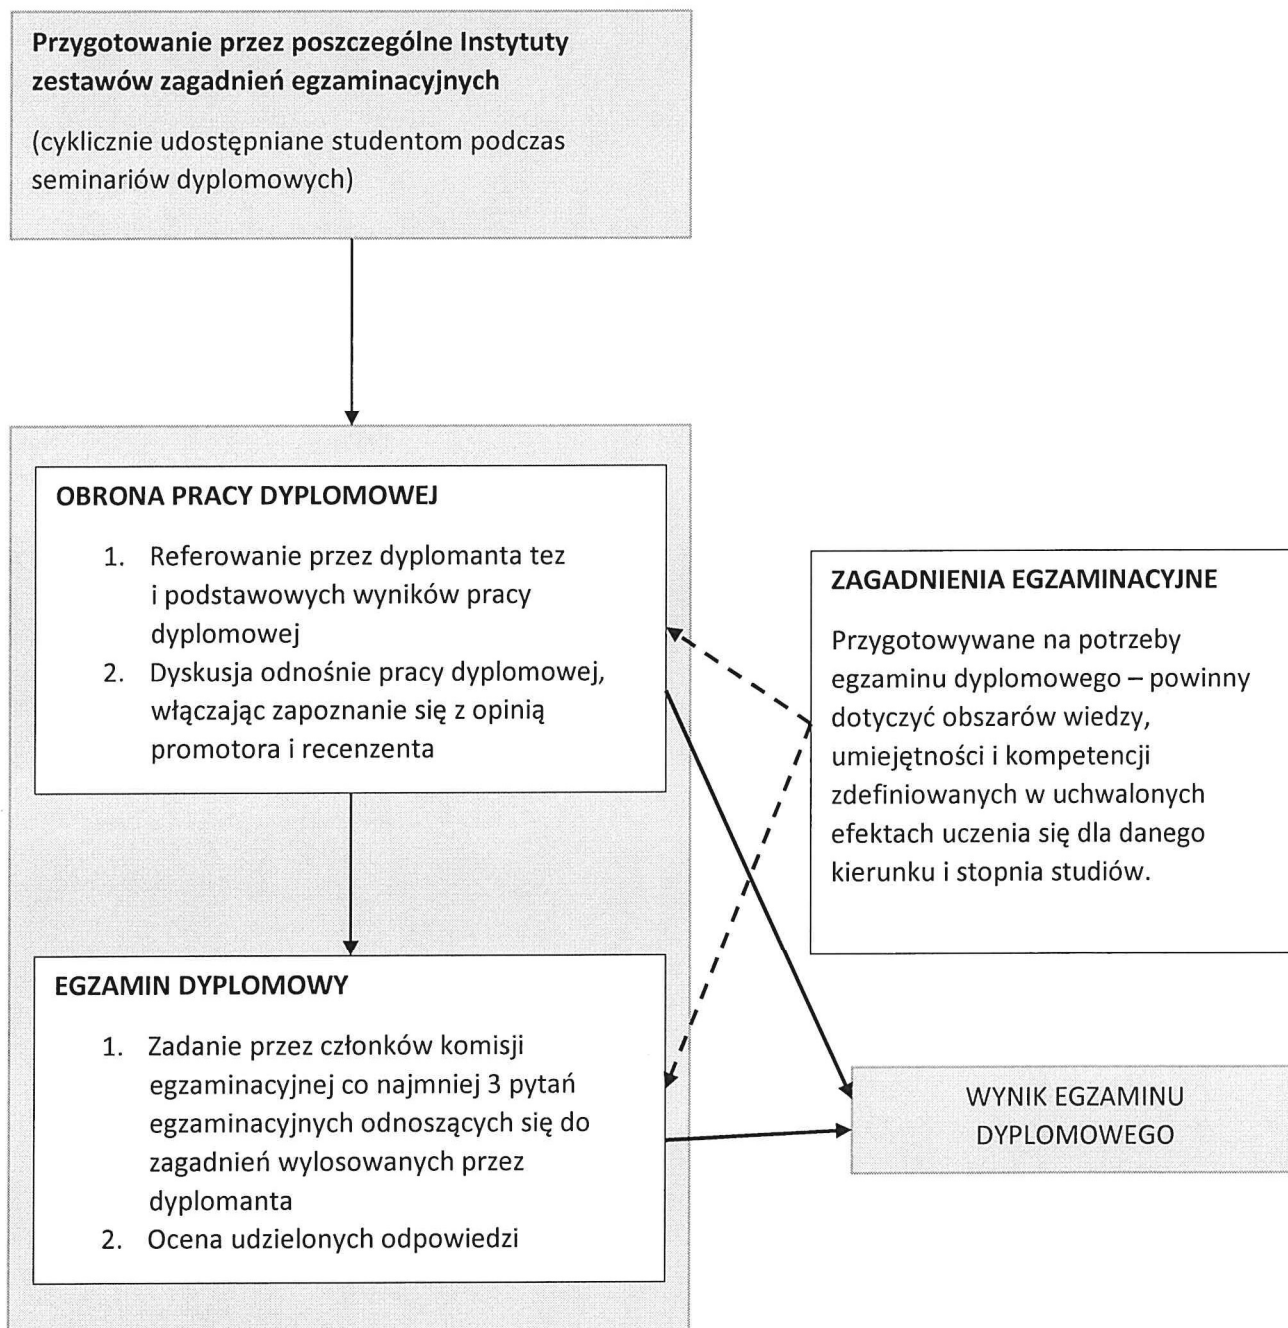 Przygotowanie przez poszczególne Instytuty
zestawów zagadnień egzaminacyjnych
(cyklicznie udostępniane studentom podczas
seminariów dyplomowych)
OBRONA PRACY DYPLOMOWEJ
1. Referowanie przez dyplomanta tez
i podstawowych wyników pracy
dyplomowej
2. Dyskusja odnośnie pracy dyplomowej,
włączając zapoznanie się z opinią
promotora i recenzenta
ZAGADNIENIA EGZAMINACYJNE
Przygotowywane na potrzeby
egzaminu dyplomowego – powinny
dotyczyć obszarów wiedzy,
umiejętności i kompetencji
zdefiniowanych w uchwalonych
efektach uczenia się dla danego
kierunku i stopnia studiów.
EGZAMIN DYPLOMOWY
1. Zadanie przez członków komisji
egzaminacyjnej co najmniej 3 pytań
egzaminacyjnych odnoszących się do
zagadnień wylosowanych przez
dyplomanta
2. Ocena udzielonych odpowiedzi
WYNIK EGZAMINU
DYPLOMOWEGO